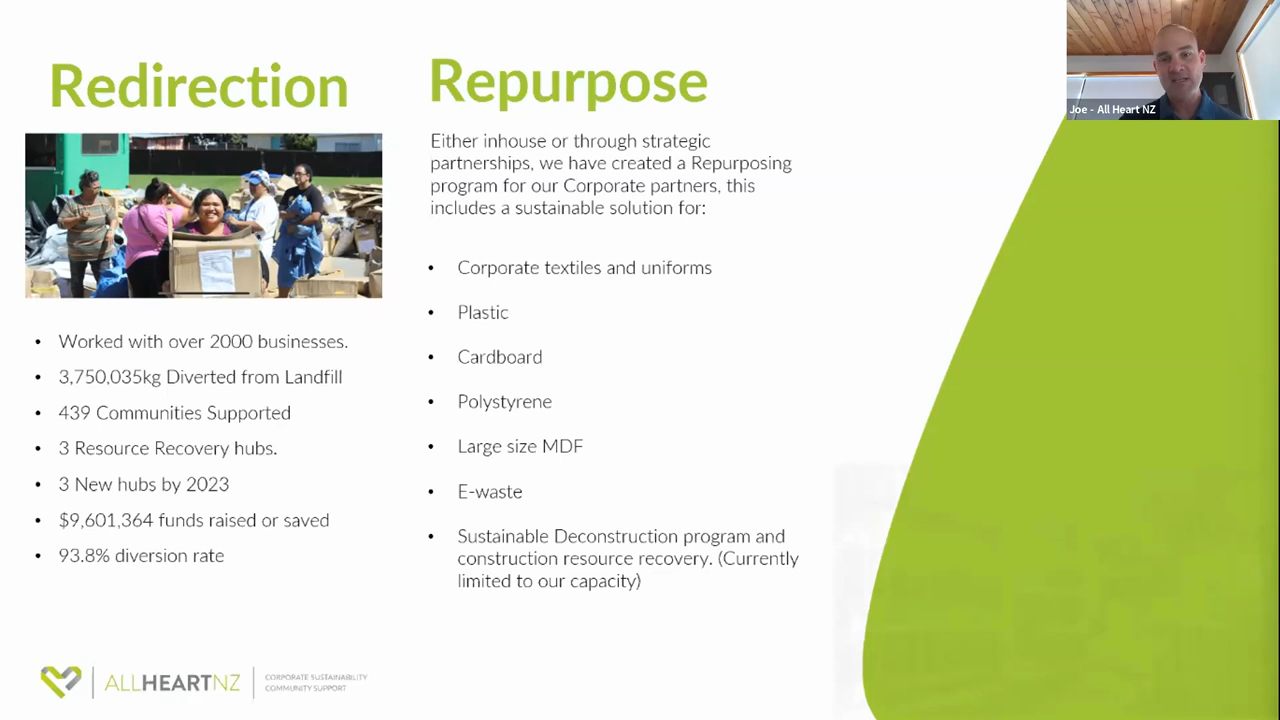 Redirection
Worked with over 2000 businesses.
3,750,035kg Diverted from Landfill
439 Communities Supported
3 Resource Recovery hubs.
3 New hubs by 2023
$9,601,364 funds raised or saved
93.8% diversion rate
Repurpose
Either inhouse or through strategic
partnerships, we have created a Repurposing
program for our Corporate partners, this
includes a sustainable solution for:
Corporate textiles and uniforms
Plastic
Cardboard
Polystyrene
Large size MDF
E-waste
Sustainable Deconstruction program and
construction resource recovery. (Currently
limited to our capacity)
Joe - All Heart NZ
ALLHEARTNZ
CORPORATE SUSTAINABILITY
COMMUNITY SUPPORT